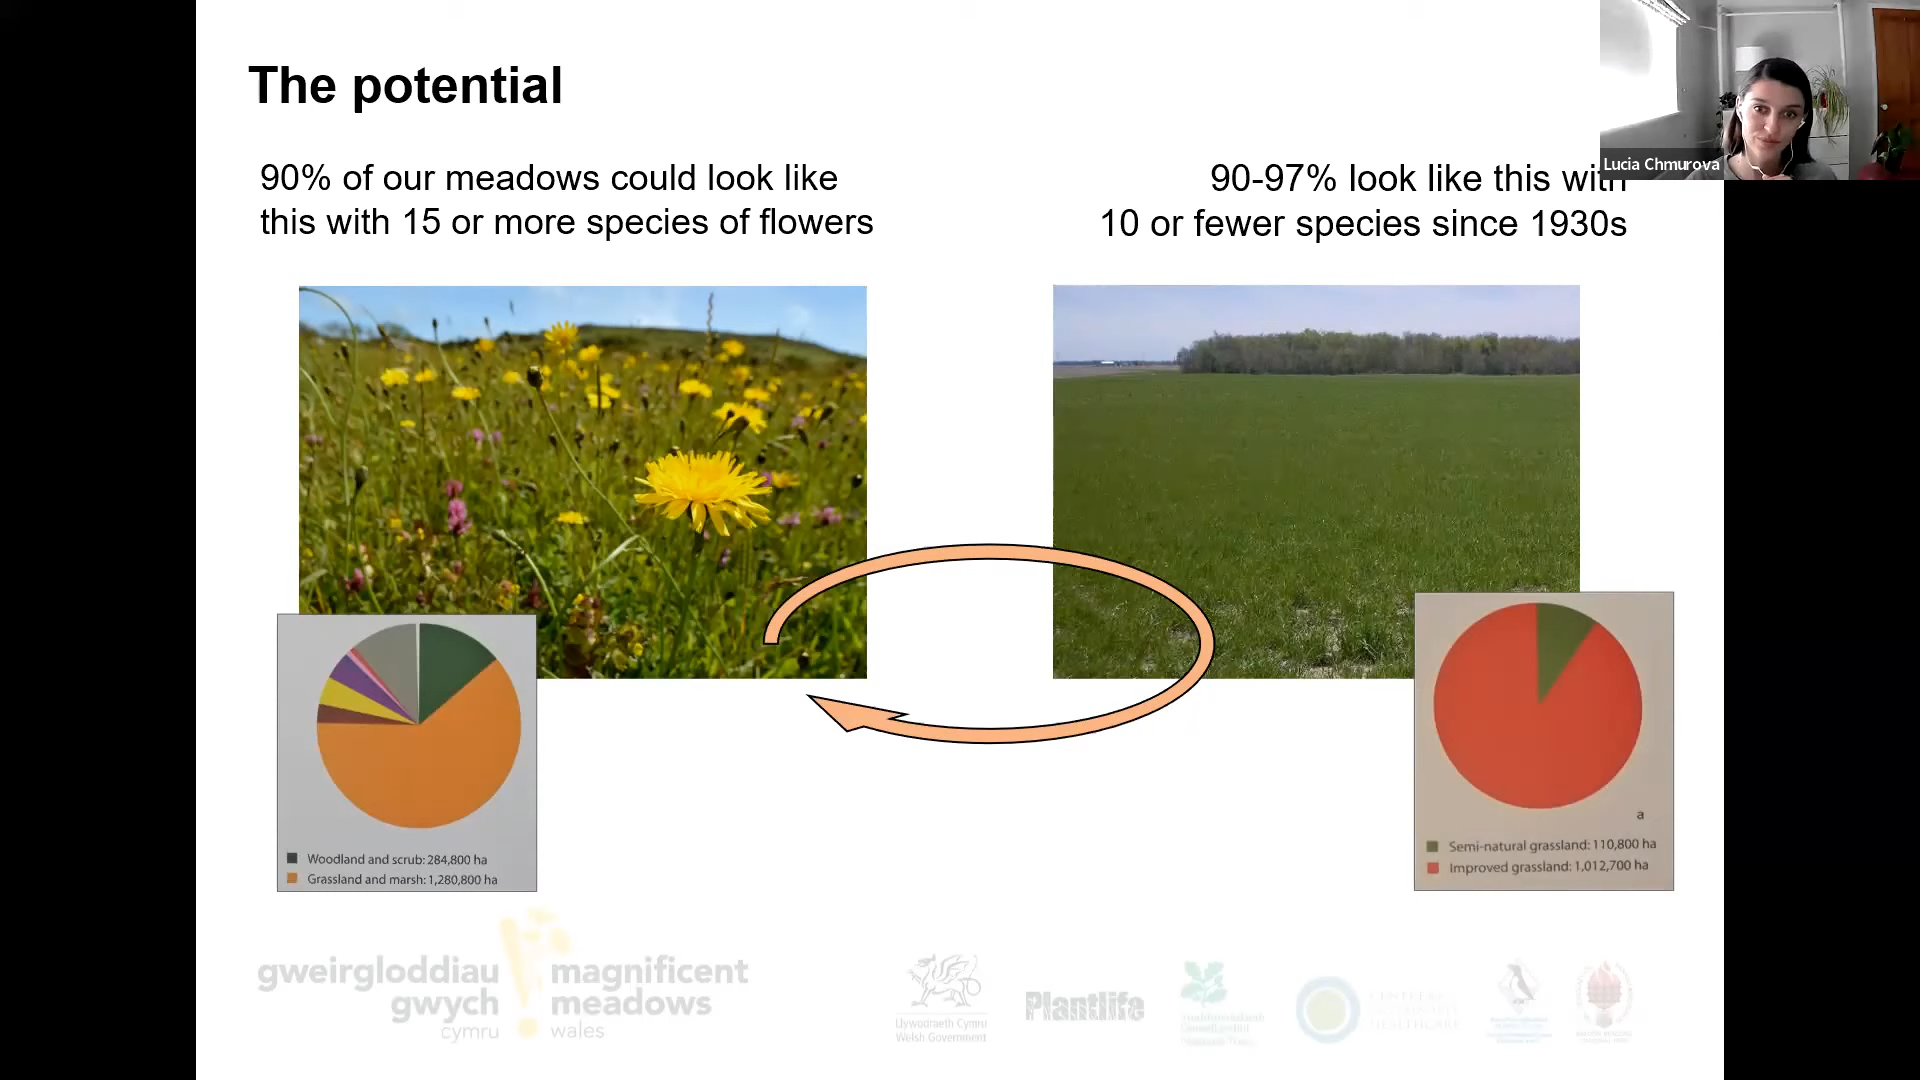 The potential
90% of our meadows could look like
this with 15 or more species of flowers
90-97% look like this with
10 or fewer species since 1930s
Lucia Chmurova
Woodland and scrub: 284,800 ha
Grassland and marsh: 1,280,800 ha
a
Semi-natural grassland: 110,800 ha
Improved grassland: 1,012,700 ha
gweirgloddiau
gwych
cymru
magnificent
meadows
wales
Llywodraeth Cymru
Welsh Government
Plantlife